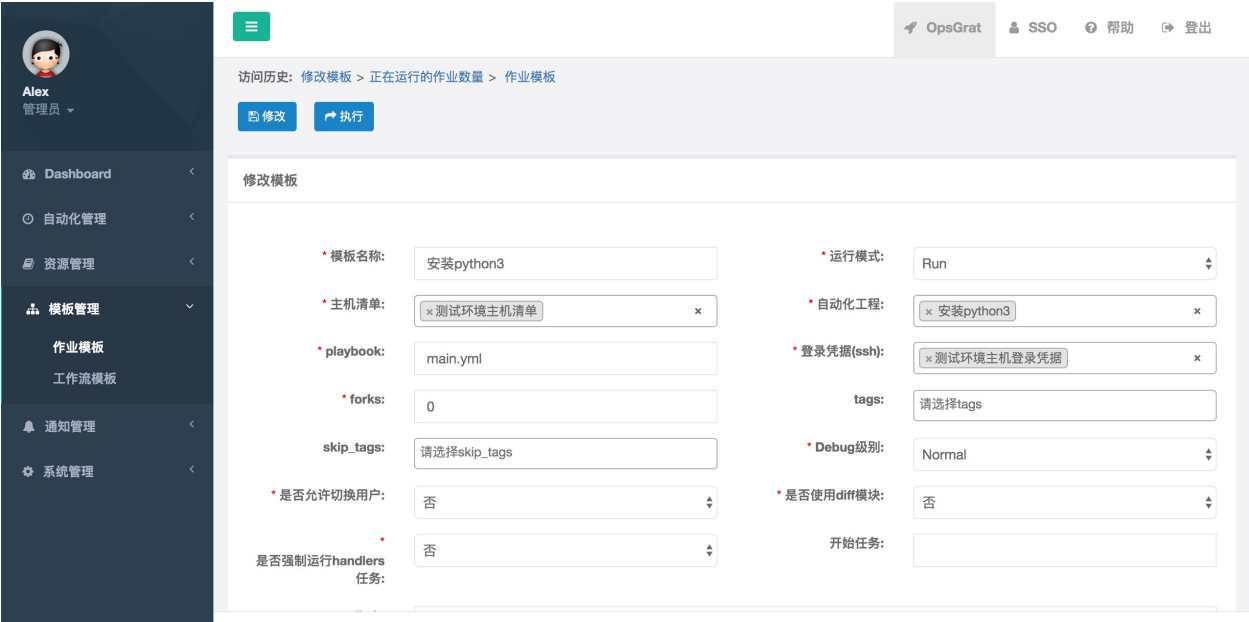 OpsGrat SSO 帮助 登出
Alex
管理员
访问历史: 修改模板 > 正在运行的作业数量 > 作业模板
修改 执行
Dashboard
自动化管理
资源管理
模板管理
作业模板
工作流模板
通知管理
系统管理
修改模板
* 模板名称: 安装python3
* 运行模式: Run
* 主机清单: ×测试环境主机清单 ×
* 自动化工程: × 安装python3 ×
* playbook: main.yml
* 登录凭据(ssh): ×测试环境主机登录凭据 ×
* forks: 0
tags: 请选择tags
skip_tags: 请选择skip_tags
* Debug级别: Normal
* 是否允许切换用户: 否
* 是否使用diff模块: 否
*
是否强制运行handlers 否
任务:
开始任务: